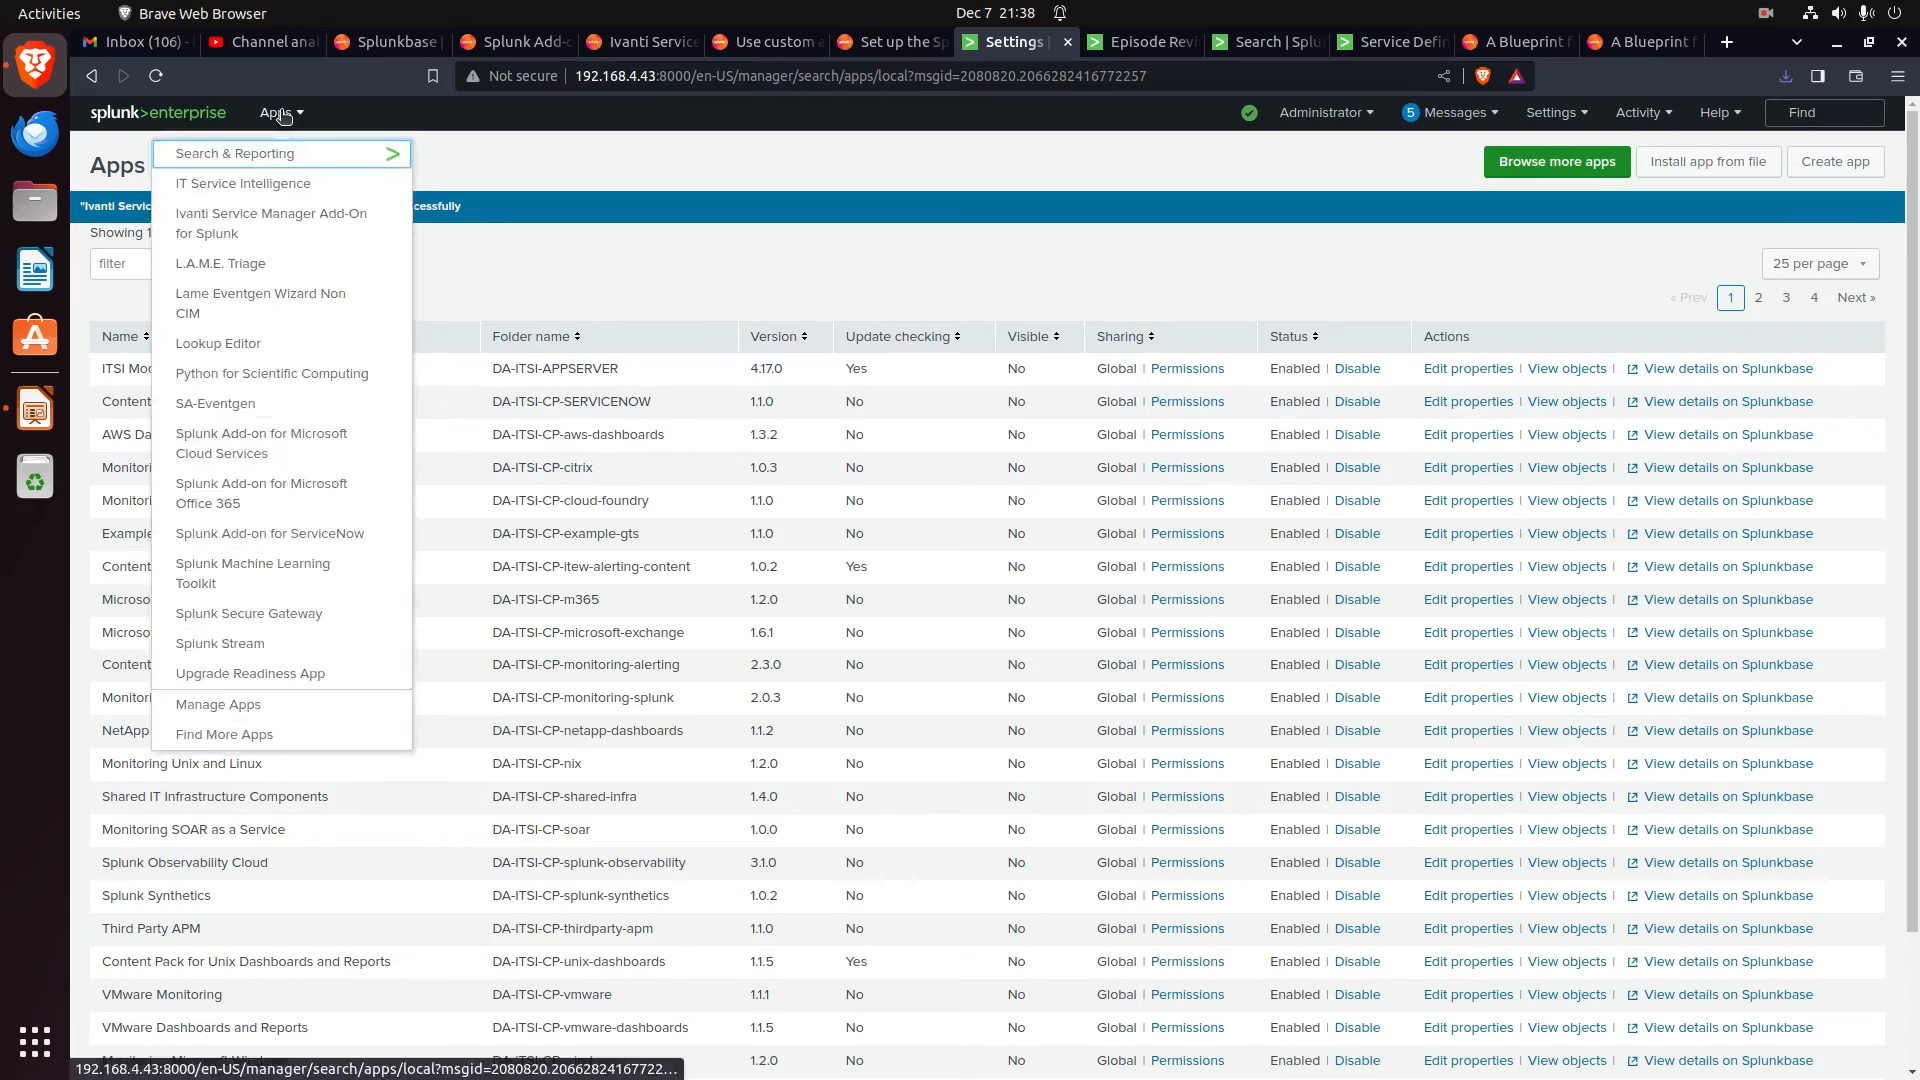 Activities
Brave Web Browser
Dec 7 21:38
Inbox (106) -
Channel anal
Splunkbase |
Splunk Add-o
Ivanti Service
Use custom a
Set up the Sp
Settings |
Episode Revi
Search | Splu
Service Defin
A Blueprint f
A Blueprint f
Not secure
192.168.4.43:8000/en-US/manager/search/apps/local?msgid=2080820.2066282416772257
splunk>enterprise
Apps
Administrator
5 Messages
Settings
Activity
Help
Find
Apps
Browse more apps
Install app from file
Create app
"Ivanti Servic
cessfully
Showing 1
filter
25 per page
« Prev 1 2 3 4 Next »
Search & Reporting
IT Service Intelligence
Ivanti Service Manager Add-On
for Splunk
L.A.M.E. Triage
Lame Eventgen Wizard Non
CIM
Lookup Editor
Python for Scientific Computing
SA-Eventgen
Splunk Add-on for Microsoft
Cloud Services
Splunk Add-on for Microsoft
Office 365
Splunk Add-on for ServiceNow
Splunk Machine Learning
Toolkit
Splunk Secure Gateway
Splunk Stream
Upgrade Readiness App
Manage Apps
Find More Apps
Name Folder name Version Update checking Visible Sharing Status Actions
ITSI Mod DA-ITSI-APPSERVER 4.17.0 Yes No Global | Permissions Enabled | Disable Edit properties | View objects | View details on Splunkbase
Content DA-ITSI-CP-SERVICENOW 1.1.0 No No Global | Permissions Enabled | Disable Edit properties | View objects | View details on Splunkbase
AWS Da DA-ITSI-CP-aws-dashboards 1.3.2 No No Global | Permissions Enabled | Disable Edit properties | View objects | View details on Splunkbase
Monitori DA-ITSI-CP-citrix 1.0.3 No No Global | Permissions Enabled | Disable Edit properties | View objects | View details on Splunkbase
Monitori DA-ITSI-CP-cloud-foundry 1.1.0 No No Global | Permissions Enabled | Disable Edit properties | View objects | View details on Splunkbase
Example DA-ITSI-CP-example-gts 1.1.0 No No Global | Permissions Enabled | Disable Edit properties | View objects | View details on Splunkbase
Content DA-ITSI-CP-itew-alerting-content 1.0.2 Yes No Global | Permissions Enabled | Disable Edit properties | View objects | View details on Splunkbase
Microso DA-ITSI-CP-m365 1.2.0 No No Global | Permissions Enabled | Disable Edit properties | View objects | View details on Splunkbase
Microso DA-ITSI-CP-microsoft-exchange 1.6.1 No No Global | Permissions Enabled | Disable Edit properties | View objects | View details on Splunkbase
Content DA-ITSI-CP-monitoring-alerting 2.3.0 No No Global | Permissions Enabled | Disable Edit properties | View objects | View details on Splunkbase
Monitori DA-ITSI-CP-monitoring-splunk 2.0.3 No No Global | Permissions Enabled | Disable Edit properties | View objects | View details on Splunkbase
NetApp DA-ITSI-CP-netapp-dashboards 1.1.2 No No Global | Permissions Enabled | Disable Edit properties | View objects | View details on Splunkbase
Monitoring Unix and Linux DA-ITSI-CP-nix 1.2.0 No No Global | Permissions Enabled | Disable Edit properties | View objects | View details on Splunkbase
Shared IT Infrastructure Components DA-ITSI-CP-shared-infra 1.4.0 No No Global | Permissions Enabled | Disable Edit properties | View objects | View details on Splunkbase
Monitoring SOAR as a Service DA-ITSI-CP-soar 1.0.0 No No Global | Permissions Enabled | Disable Edit properties | View objects | View details on Splunkbase
Splunk Observability Cloud DA-ITSI-CP-splunk-observability 3.1.0 No No Global | Permissions Enabled | Disable Edit properties | View objects | View details on Splunkbase
Splunk Synthetics DA-ITSI-CP-splunk-synthetics 1.0.2 No No Global | Permissions Enabled | Disable Edit properties | View objects | View details on Splunkbase
Third Party APM DA-ITSI-CP-thirdparty-apm 1.1.0 No No Global | Permissions Enabled | Disable Edit properties | View objects | View details on Splunkbase
Content Pack for Unix Dashboards and Reports DA-ITSI-CP-unix-dashboards 1.1.5 Yes No Global | Permissions Enabled | Disable Edit properties | View objects | View details on Splunkbase
VMware Monitoring DA-ITSI-CP-vmware 1.1.1 No No Global | Permissions Enabled | Disable Edit properties | View objects | View details on Splunkbase
VMware Dashboards and Reports DA-ITSI-CP-vmware-dashboards 1.1.5 No No Global | Permissions Enabled | Disable Edit properties | View objects | View details on Splunkbase
1.2.0 No No Global | Permissions Enabled | Disable Edit properties | View objects | View details on Splunkbase
192.168.4.43:8000/en-US/manager/search/apps/local?msgid=2080820.20662824167722...